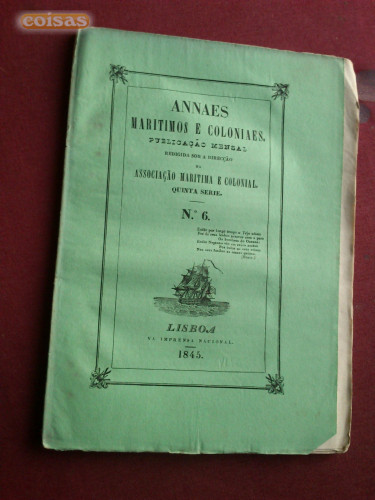 coisas
ANNAES
MARITIMOS E COLONIAES.
PUBLICAÇÃO MENSAL
REDIGIDA SOB A DIRECÇÃO
DA
ASSOCIAÇÃO MARITIMA E COLONIAL.
QUINTA SERIE.
N.º 6.
LISBOA
NA IMPRENSA NACIONAL.
1845.